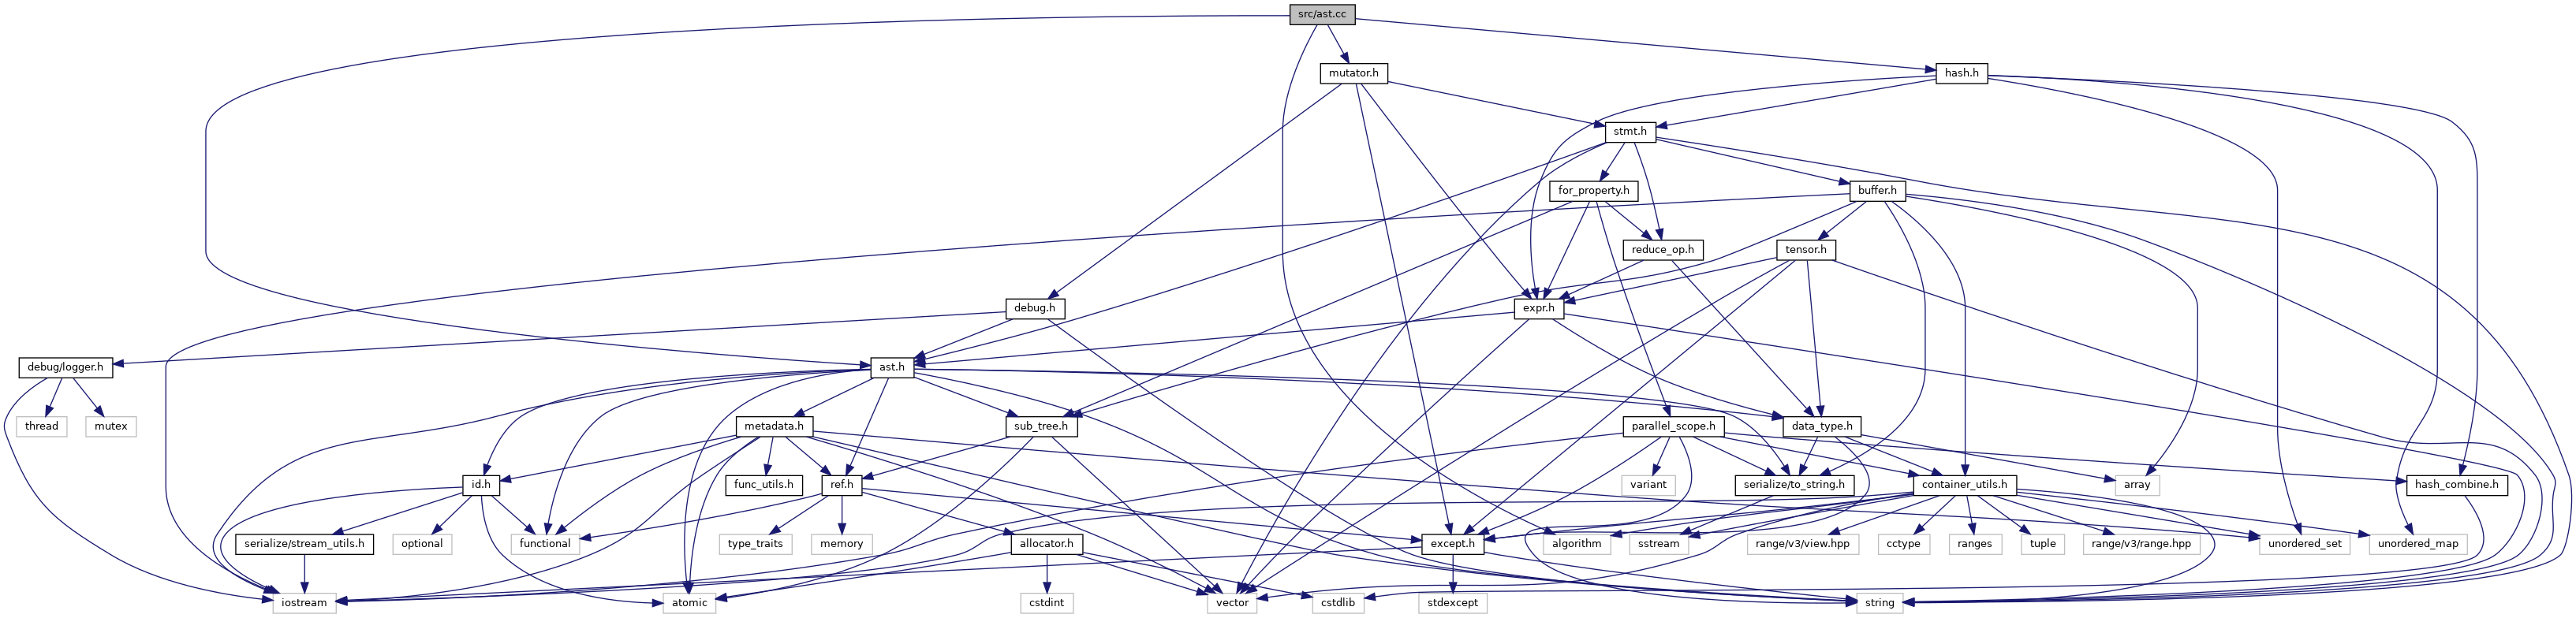 src/ast.cc
mutator.h
hash.h
stmt.h
for_property.h
buffer.h
reduce_op.h
tensor.h
debug.h
expr.h
debug/logger.h
ast.h
thread
mutex
metadata.h
sub_tree.h
parallel_scope.h
data_type.h
id.h
func_utils.h
ref.h
variant
serialize/to_string.h
container_utils.h
array
hash_combine.h
serialize/stream_utils.h
optional
functional
type_traits
memory
allocator.h
except.h
algorithm
sstream
range/v3/view.hpp
cctype
ranges
tuple
range/v3/range.hpp
unordered_set
unordered_map
iostream
atomic
cstdint
vector
cstdlib
stdexcept
string